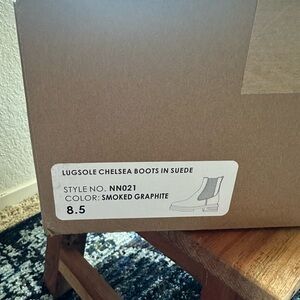 LUGSOLE CHELSEA BOOTS IN SUEDE
STYLE NO. NN021
COLOR: SMOKED GRAPHITE
8.5